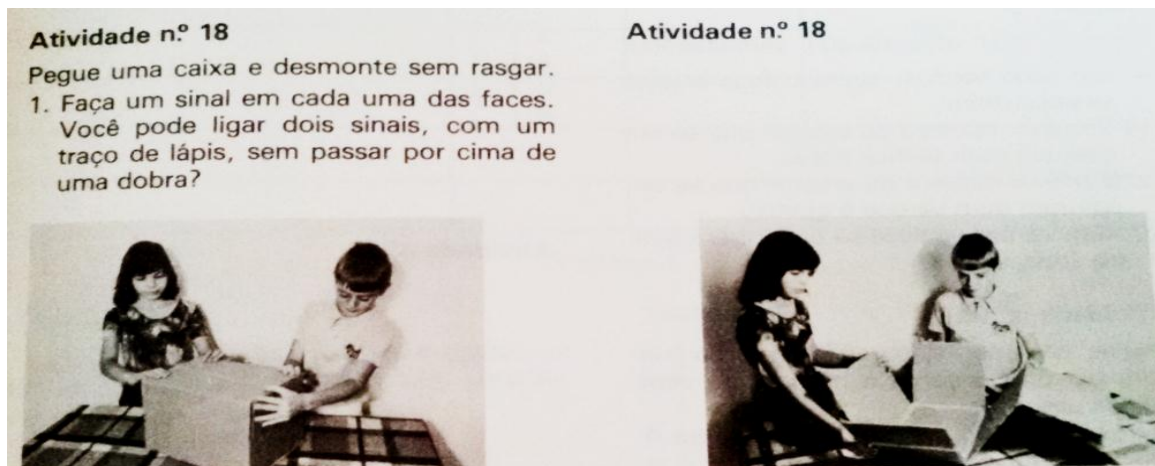 Atividade n.º 18
Pegue uma caixa e desmonte sem rasgar.
1. Faça um sinal em cada uma das faces.
Você pode ligar dois sinais, com um
traço de lápis, sem passar por cima de
uma dobra?
Atividade n.º 18